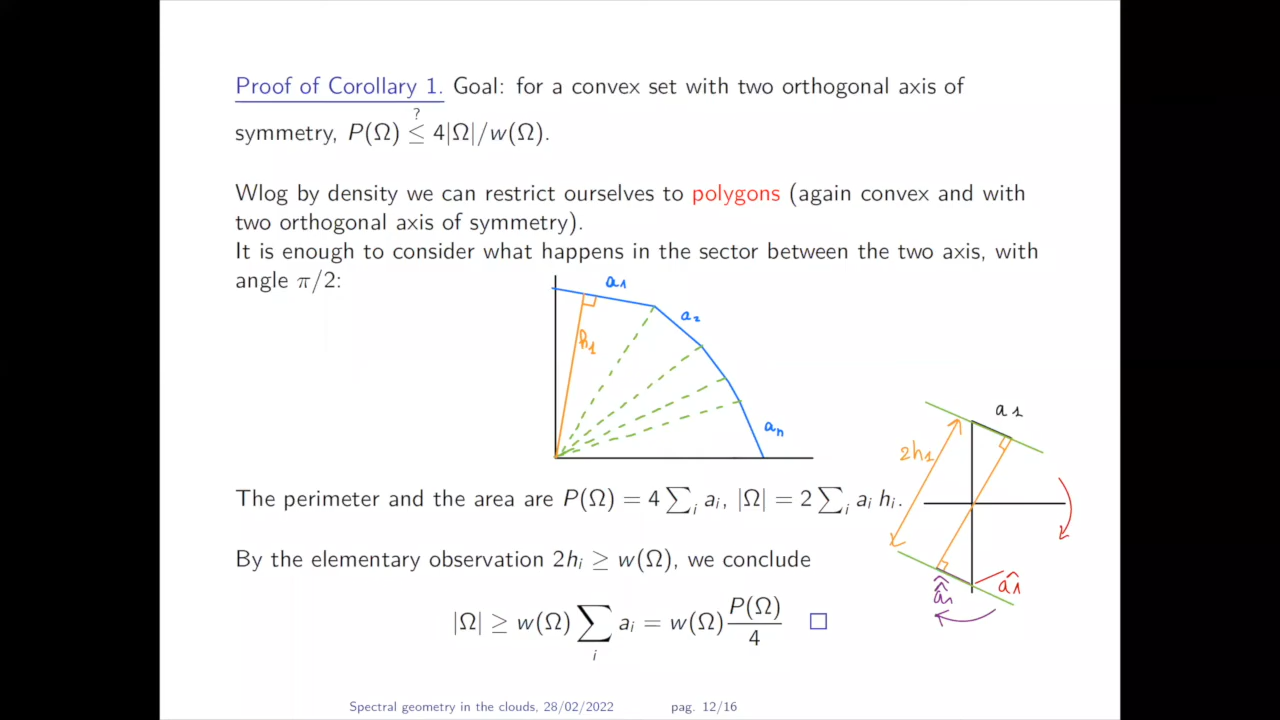 Proof of Corollary 1. Goal: for a convex set with two orthogonal axis of
symmetry, P(Ω) ≤? 4|Ω|/w(Ω).
Wlog by density we can restrict ourselves to polygons (again convex and with
two orthogonal axis of symmetry).
It is enough to consider what happens in the sector between the two axis, with
angle π/2:
a₁
a₂
h₁
aₙ
a₁
2h₁
The perimeter and the area are P(Ω) = 4 ∑ᵢ aᵢ, |Ω| = 2 ∑ᵢ aᵢ hᵢ.
By the elementary observation 2hᵢ ≥ w(Ω), we conclude
â₁
â̂₁
|Ω| ≥ w(Ω) ∑ᵢ aᵢ = w(Ω) P(Ω)/4 □
Spectral geometry in the clouds, 28/02/2022 pag. 12/16